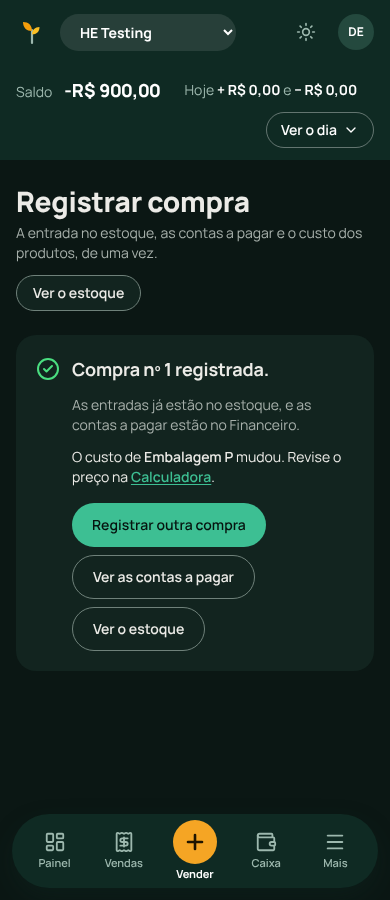 HE Testing
DE
Saldo -R$ 900,00 Hoje + R$ 0,00 e − R$ 0,00
Ver o dia
Registrar compra
A entrada no estoque, as contas a pagar e o custo dos
produtos, de uma vez.
Ver o estoque
Compra nº 1 registrada.
As entradas já estão no estoque, e as
contas a pagar estão no Financeiro.
O custo de Embalagem P mudou. Revise o
preço na Calculadora.
Registrar outra compra
Ver as contas a pagar
Ver o estoque
Painel Vendas Vender Caixa Mais